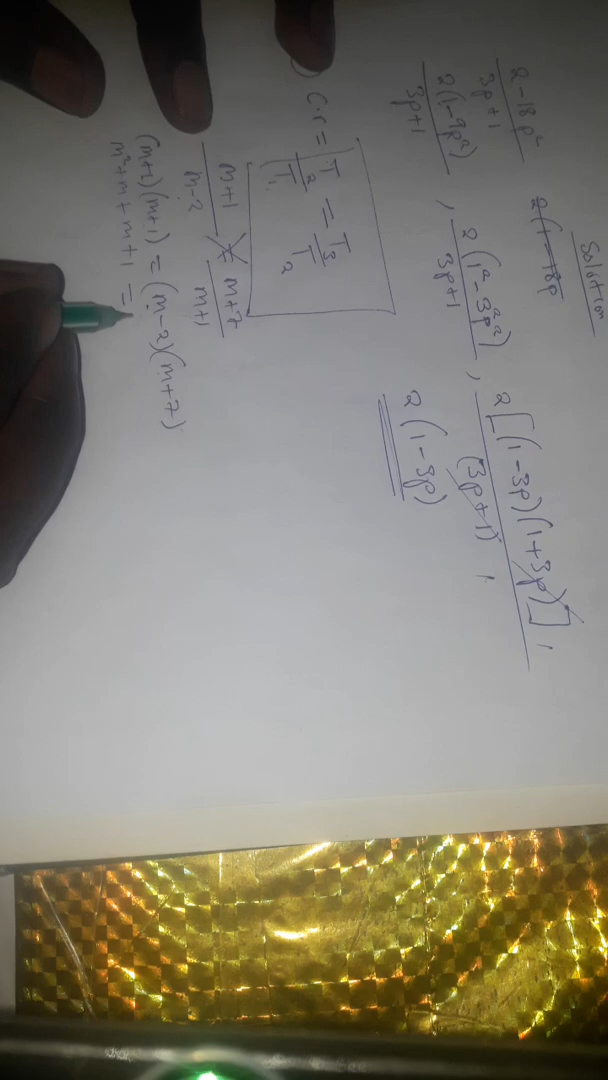 Solution
2 - 18p²
3p+1
2(1-18p
2(1-9p²)
3p+1
,
2(1²-3²p²)
3p+1
,
2[(1-3p)(1+3p)]
(3p+1)
,
2(1-3p)
C.r = T2/T1 = T3/T2
m+1/m-2 = m+7/m+1
(m+1)(m+1) = (m-2)(m+7)
m²+m+m+1 =